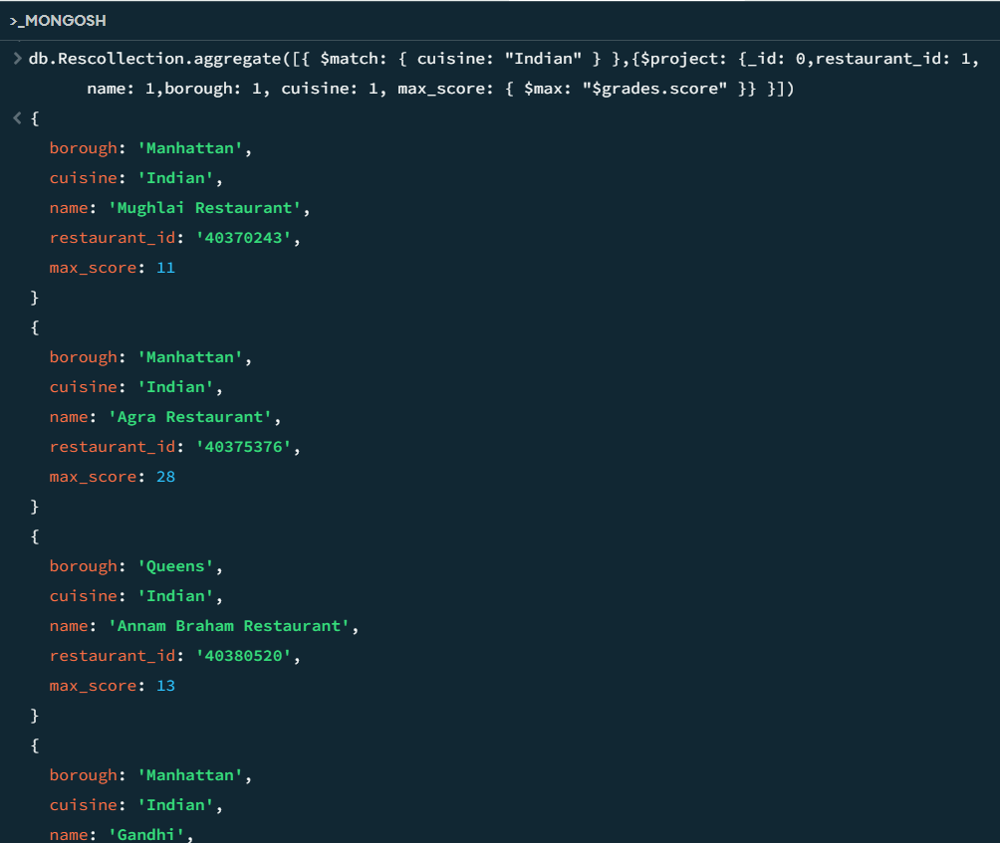 >_MONGOSH
> db.Rescollection.aggregate([{ $match: { cuisine: "Indian" } },{$project: {_id: 0,restaurant_id: 1,
name: 1,borough: 1, cuisine: 1, max_score: { $max: "$grades.score" }} }])
< {
borough: 'Manhattan',
cuisine: 'Indian',
name: 'Mughlai Restaurant',
restaurant_id: '40370243',
max_score: 11
}
{
borough: 'Manhattan',
cuisine: 'Indian',
name: 'Agra Restaurant',
restaurant_id: '40375376',
max_score: 28
}
{
borough: 'Queens',
cuisine: 'Indian',
name: 'Annam Braham Restaurant',
restaurant_id: '40380520',
max_score: 13
}
{
borough: 'Manhattan',
cuisine: 'Indian',
name: 'Gandhi',